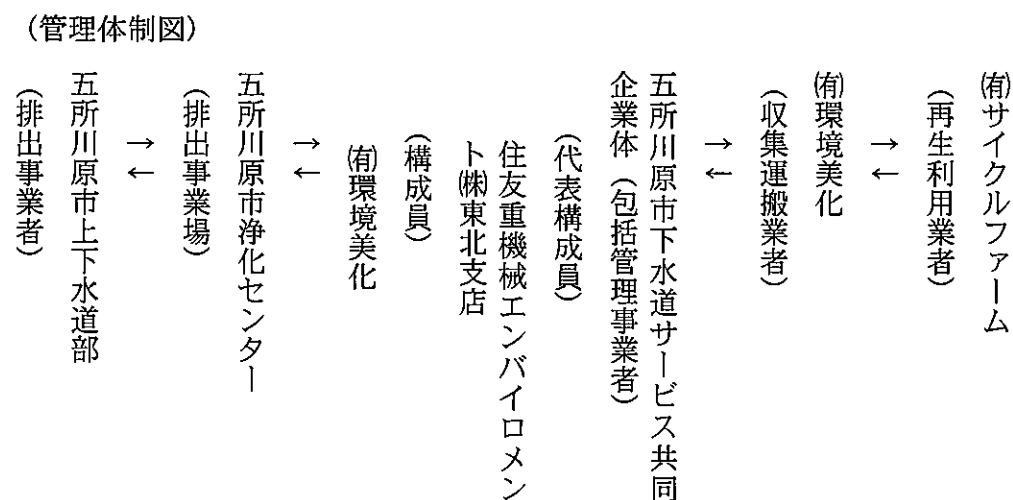 （管理体制図）
㈲サイクルファーム
（再生利用業者）
→
←
㈲環境美化
（収集運搬業者）
→
←
五所川原市下水道サービス共同
企業体（包括管理事業者）
（代表構成員）
住友重機械エンバイロメン
ト㈱東北支店
（構成員）
㈲環境美化
→
←
五所川原市浄化センター
（排出事業場）
→
←
五所川原市上下水道部
（排出事業者）